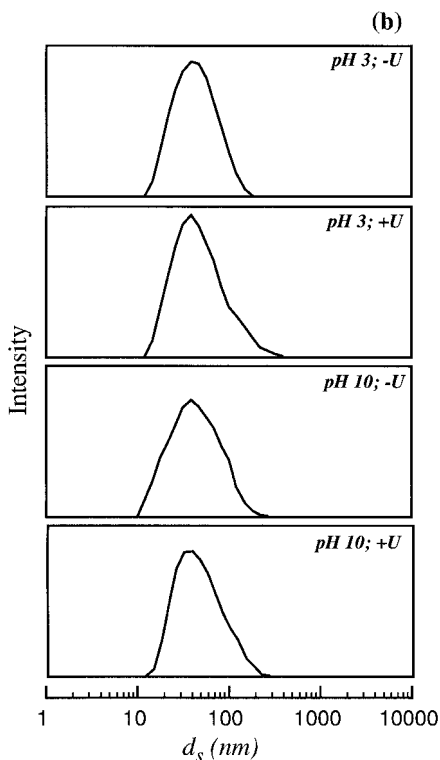 (b)
pH 3; -U
pH 3; +U
pH 10; -U
pH 10; +U
Intensity
1 10 100 1000 10000
d_s (nm)